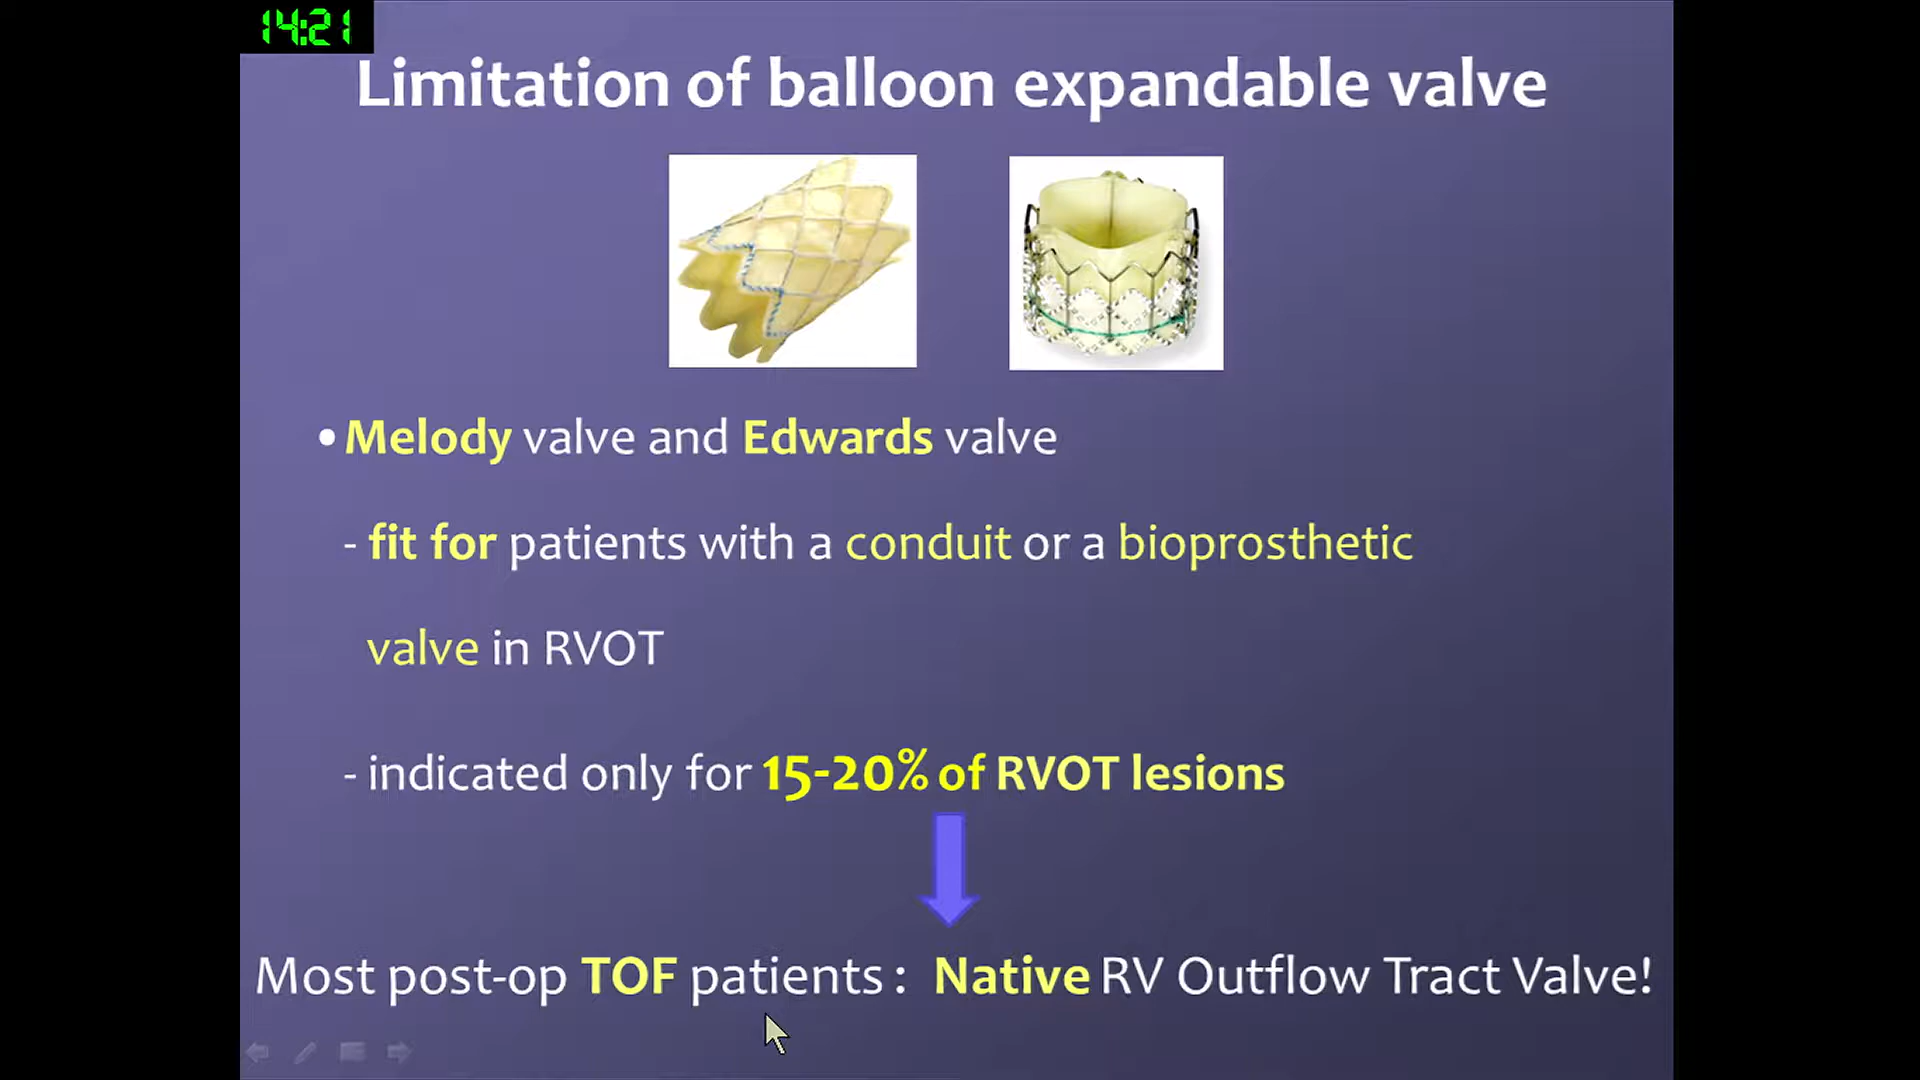 14:21
Limitation of balloon expandable valve
• Melody valve and Edwards valve
- fit for patients with a conduit or a bioprosthetic
valve in RVOT
- indicated only for 15-20% of RVOT lesions
Most post-op TOF patients : Native RV Outflow Tract Valve!